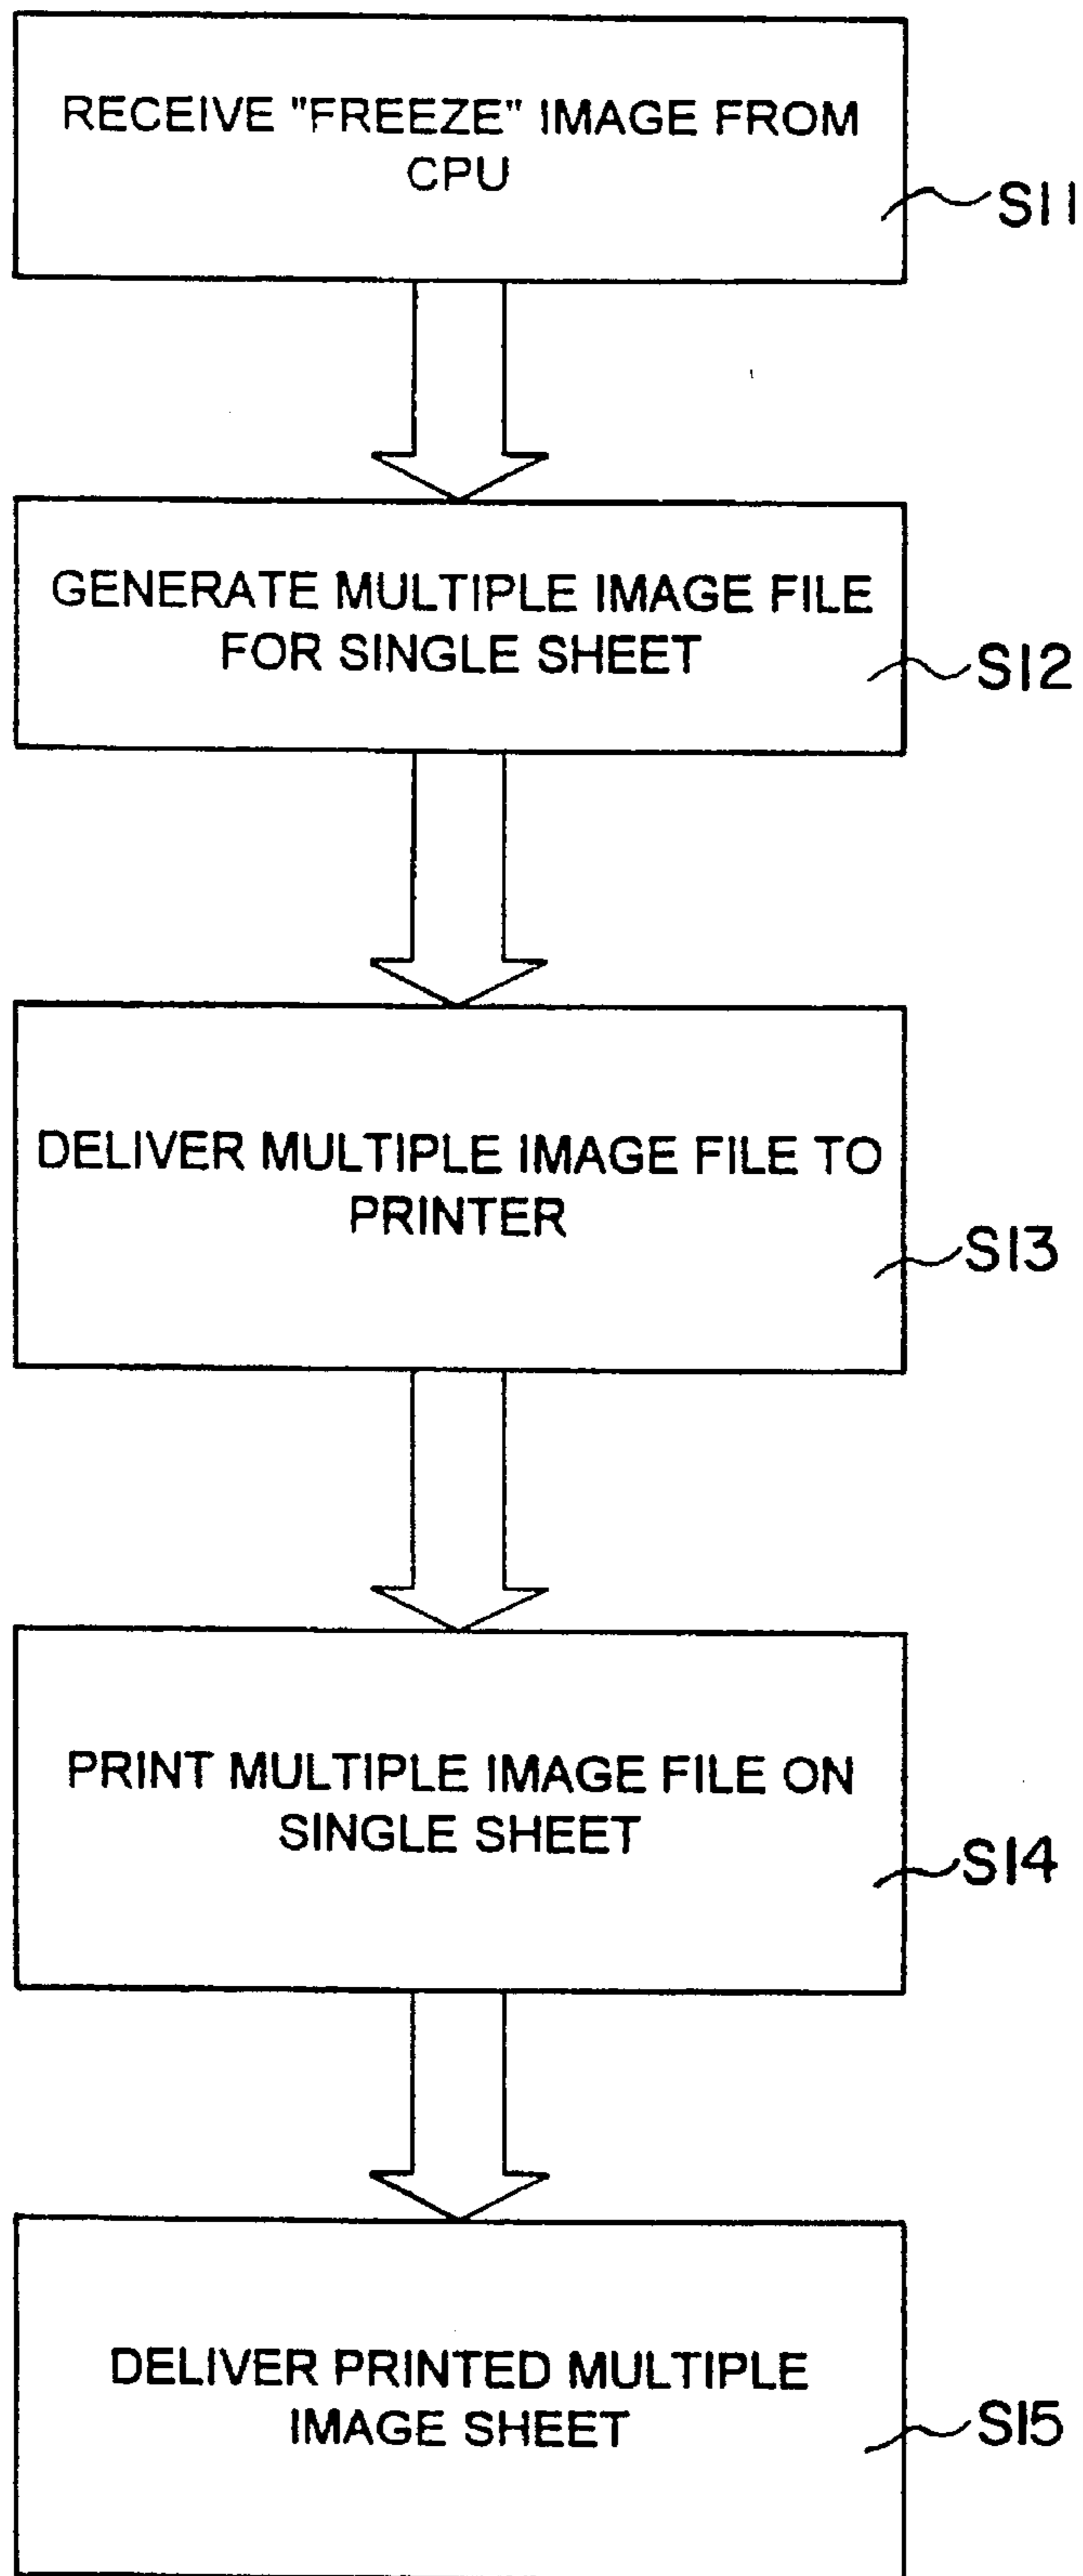 RECEIVE "FREEZE" IMAGE FROM
CPU
S11
GENERATE MULTIPLE IMAGE FILE
FOR SINGLE SHEET
S12
DELIVER MULTIPLE IMAGE FILE TO
PRINTER
S13
PRINT MULTIPLE IMAGE FILE ON
SINGLE SHEET
S14
DELIVER PRINTED MULTIPLE
IMAGE SHEET
S15